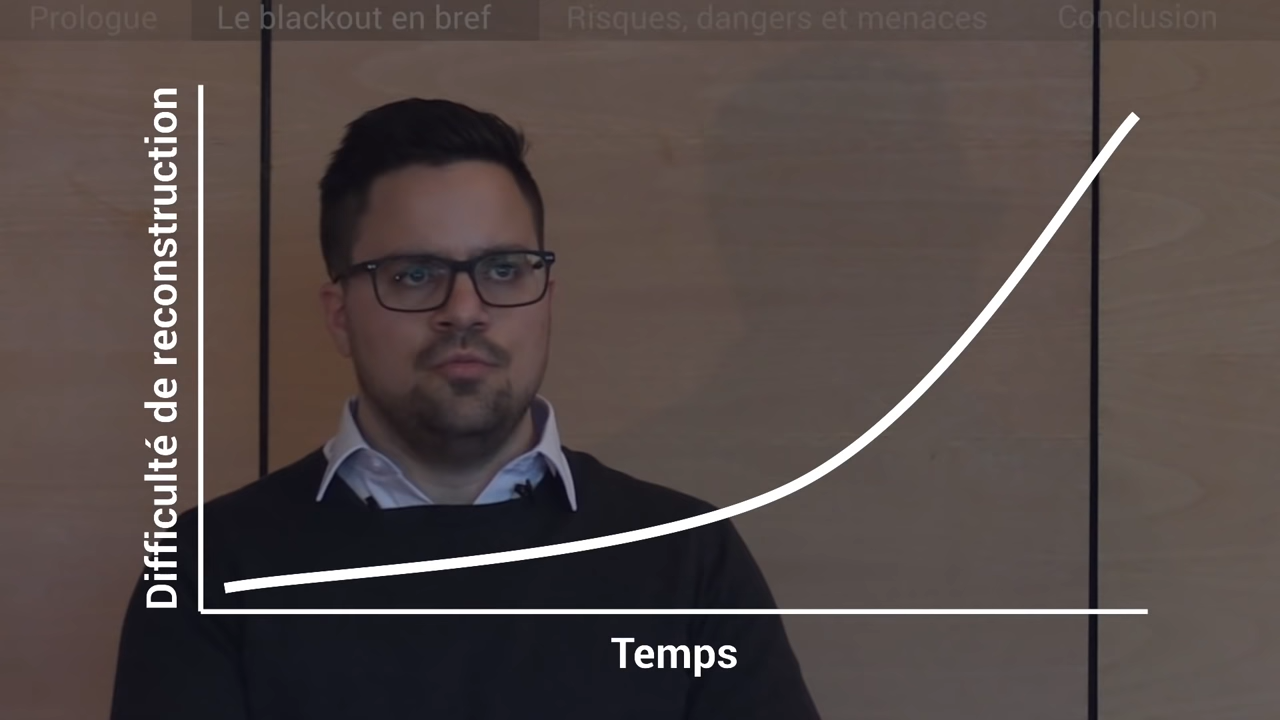 Prologue
Le blackout en bref
Risques, dangers et menaces
Conclusion
Difficulté de reconstruction
Temps